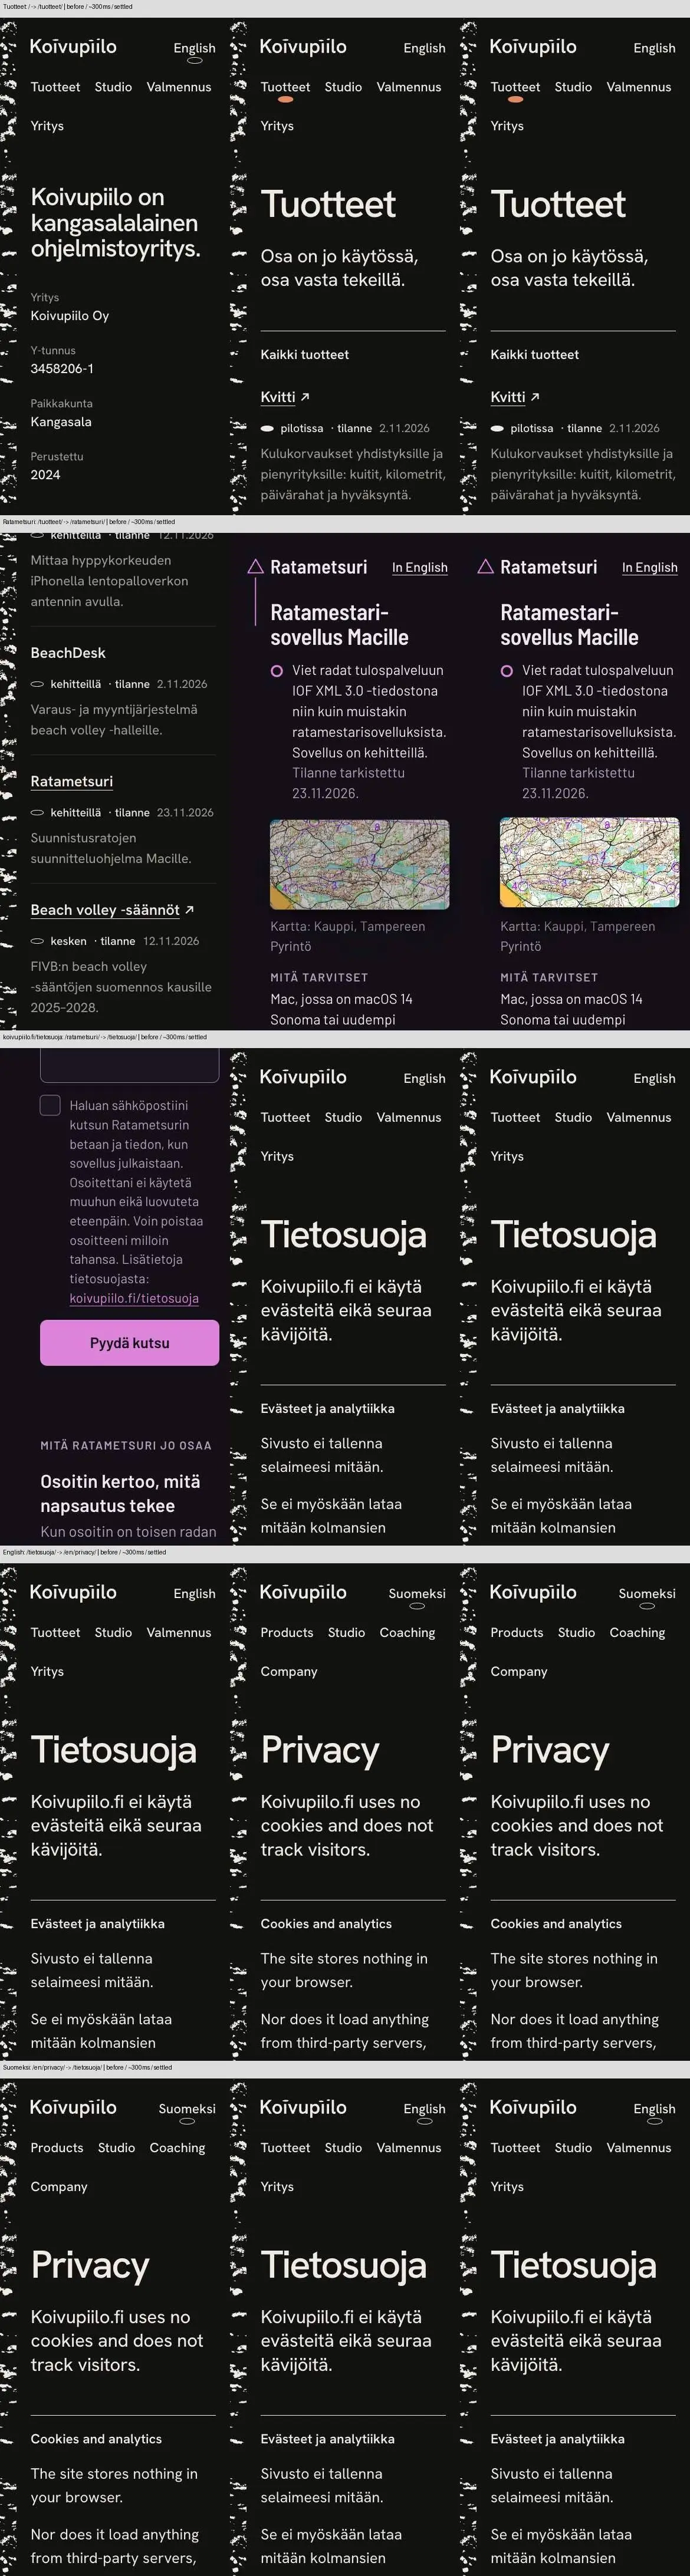 Tuotteet: / -> /tuotteet/ | before / ~300ms / settled
Koivupiilo
English
Tuotteet Studio Valmennus
Yritys
Koivupiilo on
kangasalalainen
ohjelmistoyritys.
Yritys
Koivupiilo Oy
Y-tunnus
3458206-1
Paikkakunta
Kangasala
Perustettu
2024
Koivupiilo
English
Tuotteet Studio Valmennus
Yritys
Tuotteet
Osa on jo käytössä,
osa vasta tekeillä.
Kaikki tuotteet
Kvitti ↗
pilotissa · tilanne 2.11.2026
Kulukorvaukset yhdistyksille ja
pienyrityksille: kuitit, kilometrit,
päivärahat ja hyväksyntä.
Koivupiilo
English
Tuotteet Studio Valmennus
Yritys
Tuotteet
Osa on jo käytössä,
osa vasta tekeillä.
Kaikki tuotteet
Kvitti ↗
pilotissa · tilanne 2.11.2026
Kulukorvaukset yhdistyksille ja
pienyrityksille: kuitit, kilometrit,
päivärahat ja hyväksyntä.
Ratametsuri: /tuotteet/ -> /ratametsuri/ | before / ~300ms / settled
kehitteillä · tilanne 12.11.2026
Mittaa hyppykorkeuden
iPhonella lentopalloverkon
antennin avulla.
BeachDesk
kehitteillä · tilanne 2.11.2026
Varaus- ja myyntijärjestelmä
beach volley -halleille.
Ratametsuri
kehitteillä · tilanne 23.11.2026
Suunnistusratojen
suunnitteluohjelma Macille.
Beach volley -säännöt ↗
kesken · tilanne 12.11.2026
FIVB:n beach volley
-sääntöjen suomennos kausille
2025–2028.
Ratametsuri
In English
Ratamestari-
sovellus Macille
Viet radat tulospalveluun
IOF XML 3.0 -tiedostona
niin kuin muistakin
ratamestarisovelluksista.
Sovellus on kehitteillä.
Tilanne tarkistettu
23.11.2026.
Kartta: Kauppi, Tampereen
Pyrintö
MITÄ TARVITSET
Mac, jossa on macOS 14
Sonoma tai uudempi
Ratametsuri
In English
Ratamestari-
sovellus Macille
Viet radat tulospalveluun
IOF XML 3.0 -tiedostona
niin kuin muistakin
ratamestarisovelluksista.
Sovellus on kehitteillä.
Tilanne tarkistettu
23.11.2026.
Kartta: Kauppi, Tampereen
Pyrintö
MITÄ TARVITSET
Mac, jossa on macOS 14
Sonoma tai uudempi
koivupiilo.fi/tietosuoja: /ratametsuri/ -> /tietosuoja/ | before / ~300ms / settled
Haluan sähköpostiini
kutsun Ratametsurin
betaan ja tiedon, kun
sovellus julkaistaan.
Osoitettani ei käytetä
muuhun eikä luovuteta
eteenpäin. Voin poistaa
osoitteeni milloin
tahansa. Lisätietoja
tietosuojasta:
koivupiilo.fi/tietosuoja
Pyydä kutsu
MITÄ RATAMETSURI JO OSAA
Osoitin kertoo, mitä
napsautus tekee
Kun osoitin on toisen radan
Koivupiilo
English
Tuotteet Studio Valmennus
Yritys
Tietosuoja
Koivupiilo.fi ei käytä
evästeitä eikä seuraa
kävijöitä.
Evästeet ja analytiikka
Sivusto ei tallenna
selaimeesi mitään.
Se ei myöskään lataa
mitään kolmansien
Koivupiilo
English
Tuotteet Studio Valmennus
Yritys
Tietosuoja
Koivupiilo.fi ei käytä
evästeitä eikä seuraa
kävijöitä.
Evästeet ja analytiikka
Sivusto ei tallenna
selaimeesi mitään.
Se ei myöskään lataa
mitään kolmansien
English: /tietosuoja/ -> /en/privacy/ | before / ~300ms / settled
Koivupiilo
English
Tuotteet Studio Valmennus
Yritys
Tietosuoja
Koivupiilo.fi ei käytä
evästeitä eikä seuraa
kävijöitä.
Evästeet ja analytiikka
Sivusto ei tallenna
selaimeesi mitään.
Se ei myöskään lataa
mitään kolmansien
Koivupiilo
Suomeksi
Products Studio Coaching
Company
Privacy
Koivupiilo.fi uses no
cookies and does not
track visitors.
Cookies and analytics
The site stores nothing in
your browser.
Nor does it load anything
from third-party servers,
Koivupiilo
Suomeksi
Products Studio Coaching
Company
Privacy
Koivupiilo.fi uses no
cookies and does not
track visitors.
Cookies and analytics
The site stores nothing in
your browser.
Nor does it load anything
from third-party servers,
Suomeksi: /en/privacy/ -> /tietosuoja/ | before / ~300ms / settled
Koivupiilo
Suomeksi
Products Studio Coaching
Company
Privacy
Koivupiilo.fi uses no
cookies and does not
track visitors.
Cookies and analytics
The site stores nothing in
your browser.
Nor does it load anything
from third-party servers,
Koivupiilo
English
Tuotteet Studio Valmennus
Yritys
Tietosuoja
Koivupiilo.fi ei käytä
evästeitä eikä seuraa
kävijöitä.
Evästeet ja analytiikka
Sivusto ei tallenna
selaimeesi mitään.
Se ei myöskään lataa
mitään kolmansien
Koivupiilo
English
Tuotteet Studio Valmennus
Yritys
Tietosuoja
Koivupiilo.fi ei käytä
evästeitä eikä seuraa
kävijöitä.
Evästeet ja analytiikka
Sivusto ei tallenna
selaimeesi mitään.
Se ei myöskään lataa
mitään kolmansien